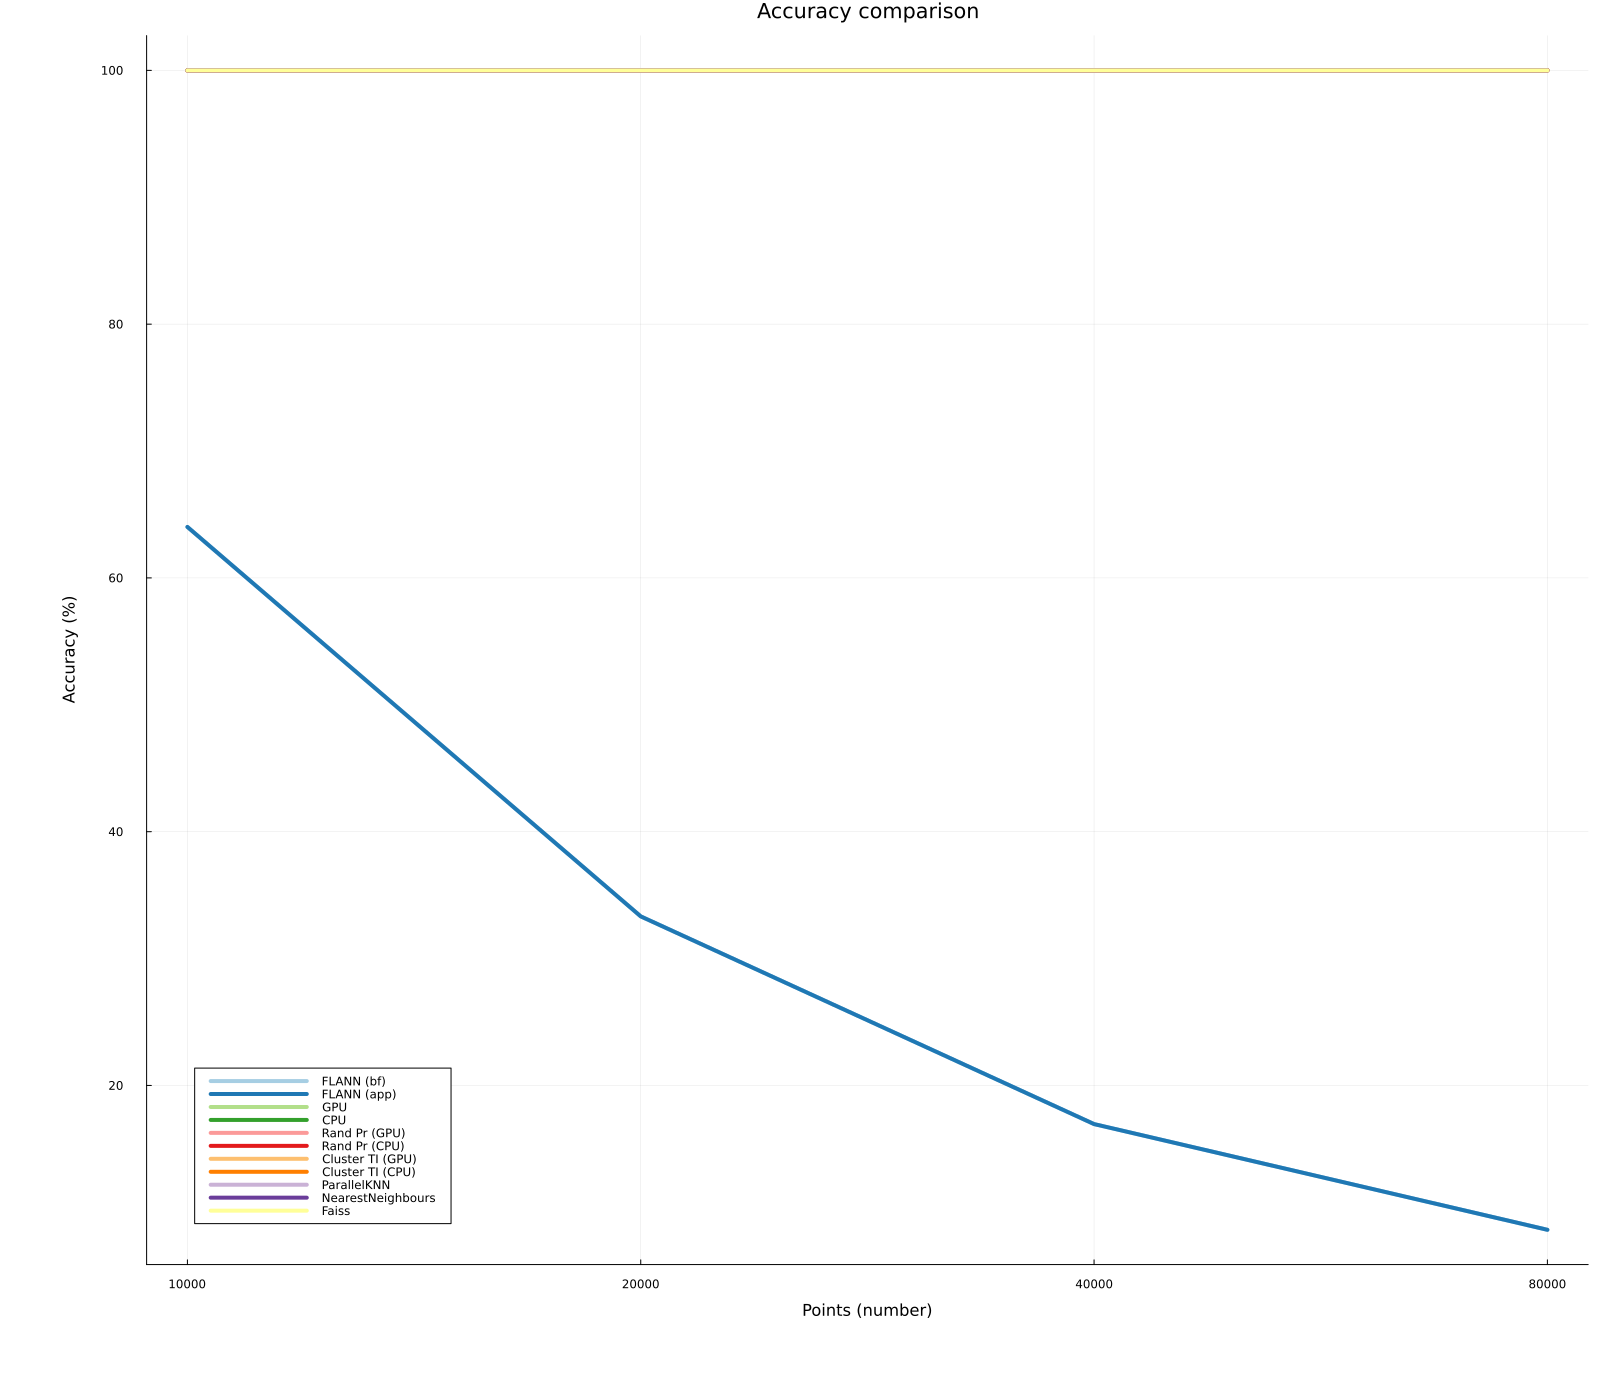 Accuracy comparison
100
80
60
40
20
Accuracy (%)
FLANN (bf)
FLANN (app)
GPU
CPU
Rand Pr (GPU)
Rand Pr (CPU)
Cluster TI (GPU)
Cluster TI (CPU)
ParallelKNN
NearestNeighbours
Faiss
10000 20000 40000 80000
Points (number)